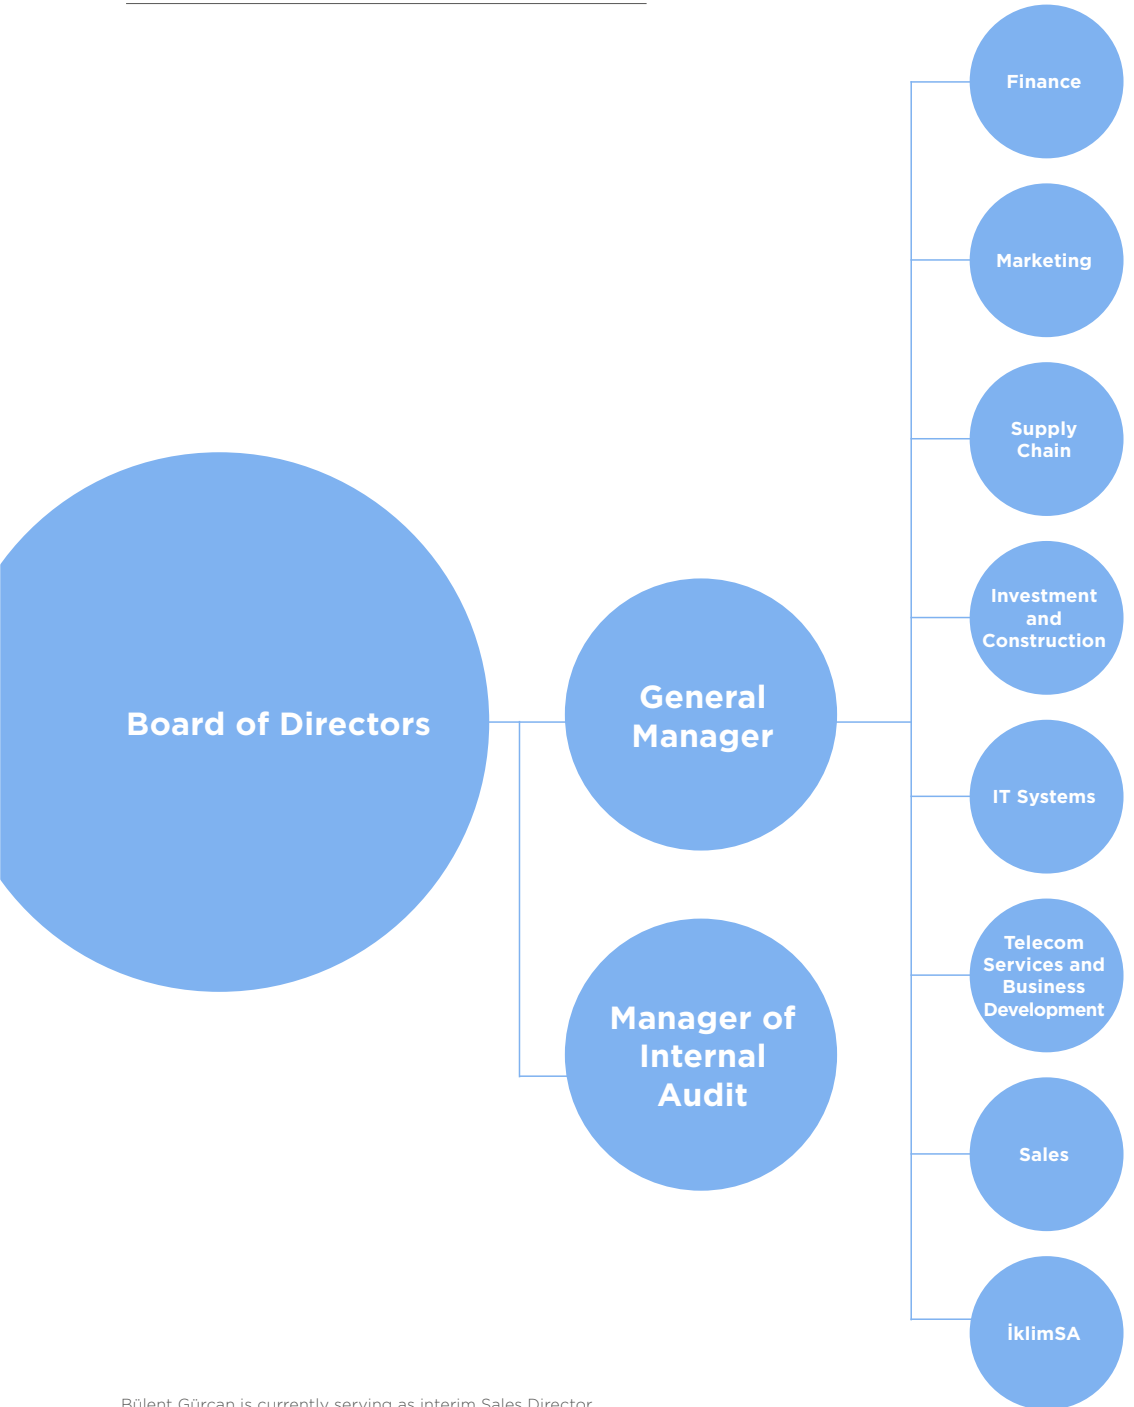 Finance
Marketing
Supply
Chain
Investment
and
Construction
IT Systems
Telecom
Services and
Business
Development
Sales
İklimSA
General
Manager
Manager of
Internal
Audit
Board of Directors
Bülent Gürcan is currently serving as interim Sales Director